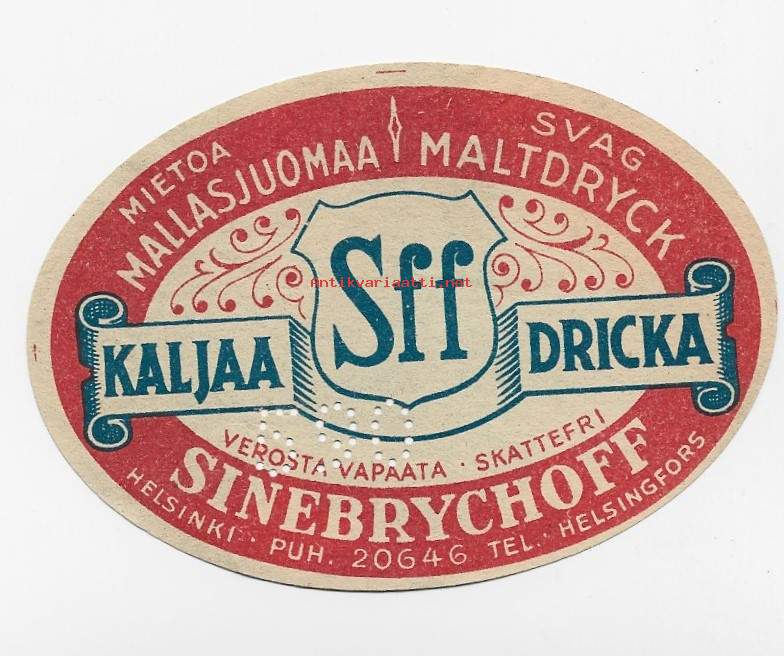 MIETOA SVAG
MALLASJUOMAA MALTDRYCK
Sff
Antikvariaatti.net
KALJAA DRICKA
VEROSTA VAPAATA · SKATTEFRI
SINEBRYCHOFF
HELSINKI · PUH. 20646 TEL. · HELSINGFORS